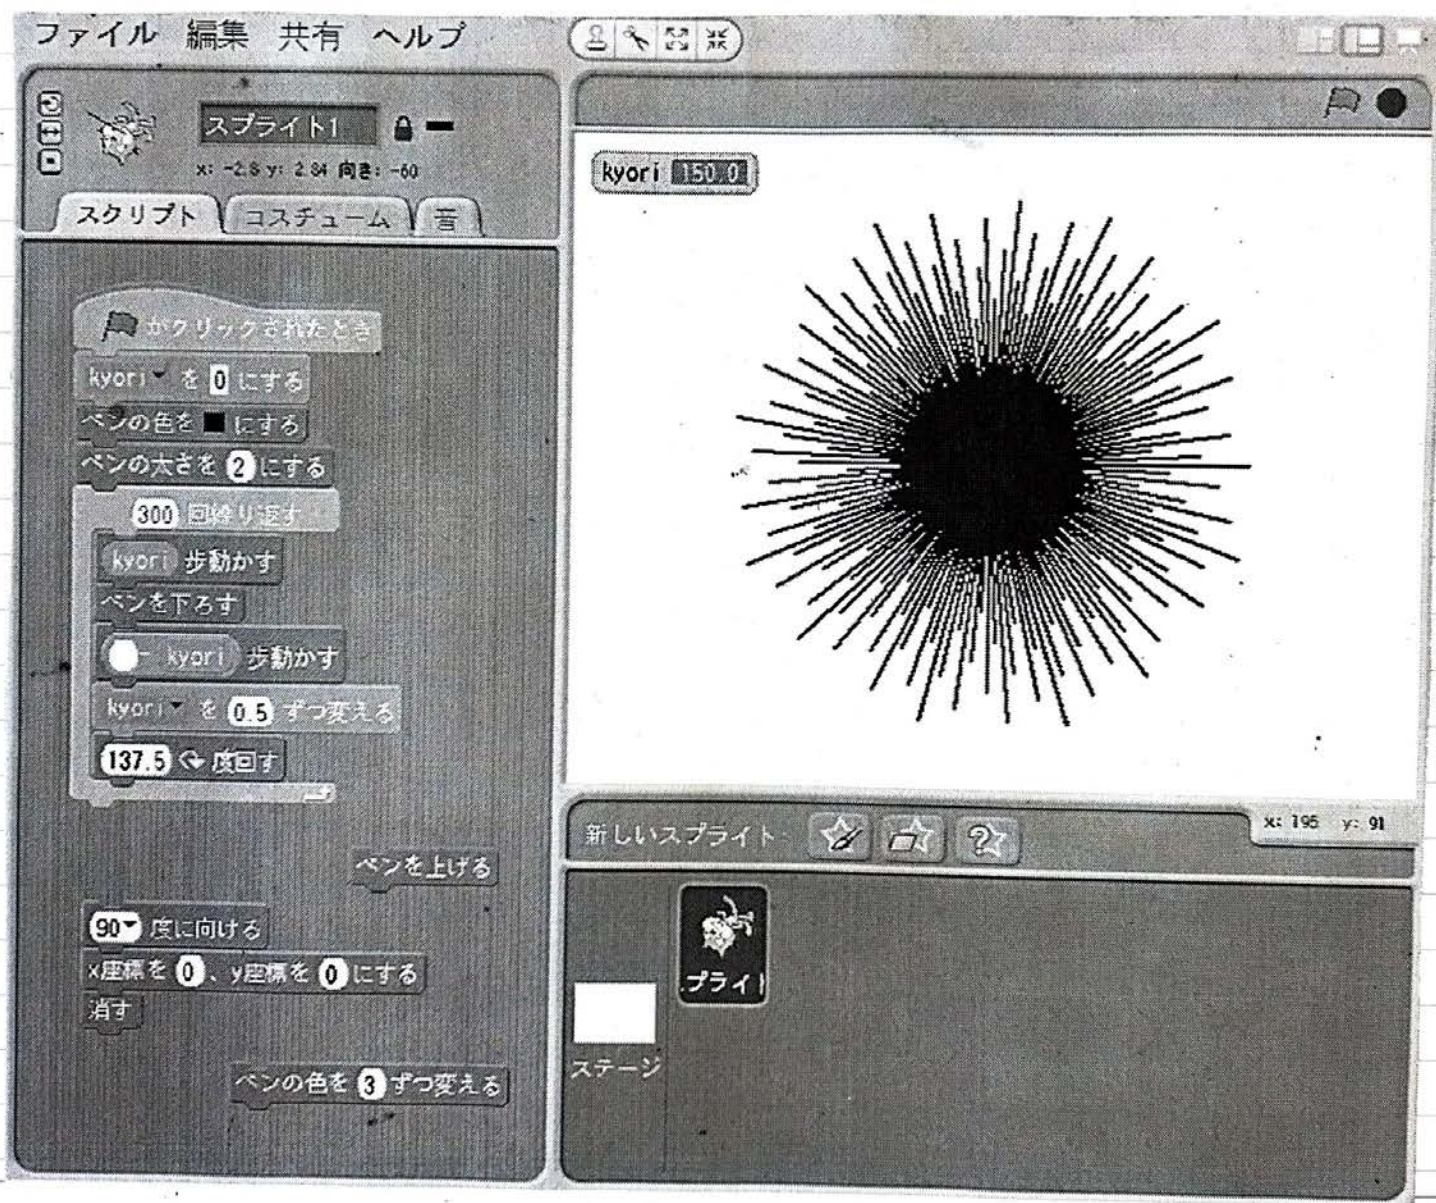 ファイル 編集 共有 ヘルプ
スプライト1
x: -2.8 y: 2.84 向き: -60
スクリプト コスチューム 音
がクリックされたとき
kyori を 0 にする
ペンの色を にする
ペンの太さを 2 にする
300 回繰り返す
kyori 歩動かす
ペンを下ろす
- kyori 歩動かす
kyori を 0.5 ずつ変える
137.5 度回す
ペンを上げる
90 度に向ける
x座標を 0 、y座標を 0 にする
消す
ペンの色を 3 ずつ変える
kyori 150.0
x: 195 y: 91
新しいスプライト:
プライト
ステージ